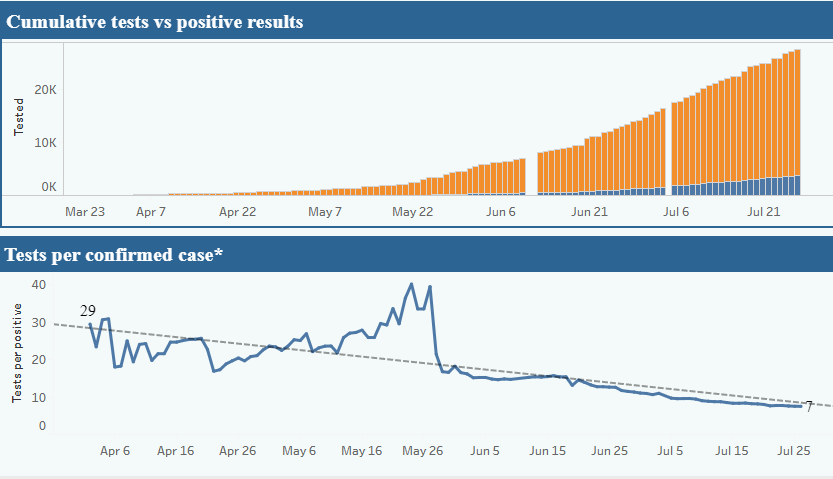 Cumulative tests vs positive results
Tested
20K
10K
0K
Mar 23 Apr 7 Apr 22 May 7 May 22 Jun 6 Jun 21 Jul 6 Jul 21
Tests per confirmed case*
Tests per positive
40
30
20
10
0
29
7
Apr 6 Apr 16 Apr 26 May 6 May 16 May 26 Jun 5 Jun 15 Jun 25 Jul 5 Jul 15 Jul 25